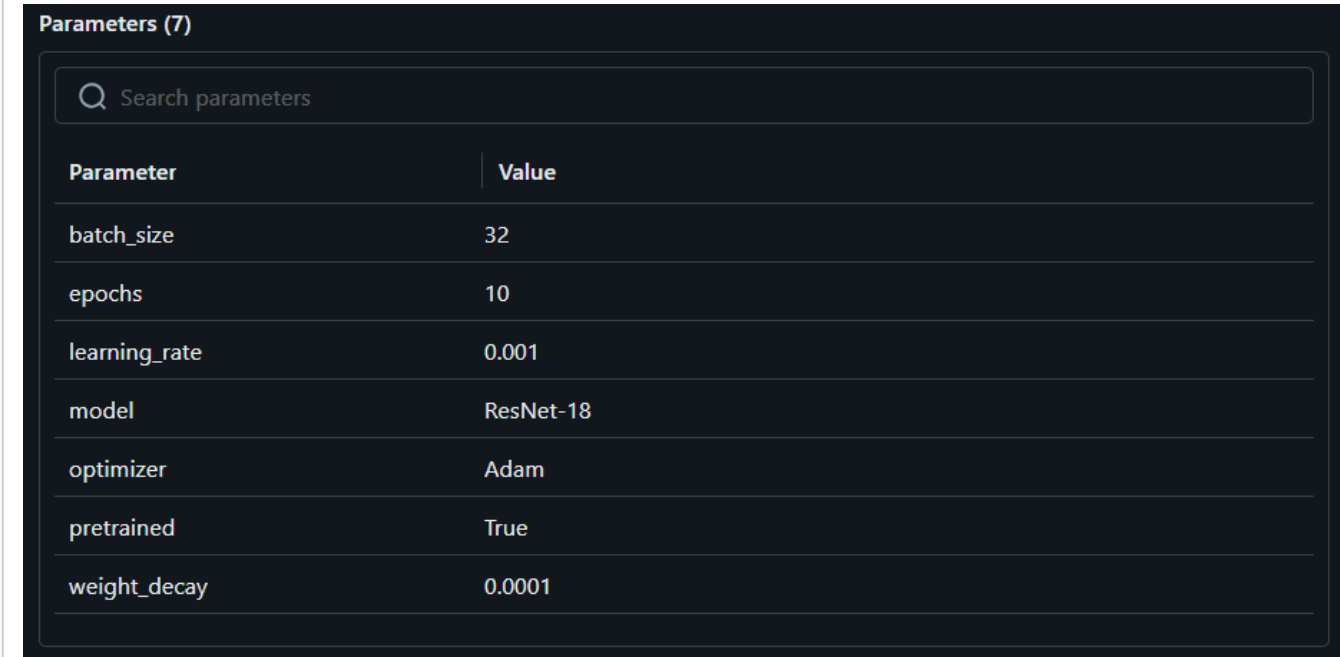 Parameters (7)
Search parameters
Parameter Value
batch_size 32
epochs 10
learning_rate 0.001
model ResNet-18
optimizer Adam
pretrained True
weight_decay 0.0001